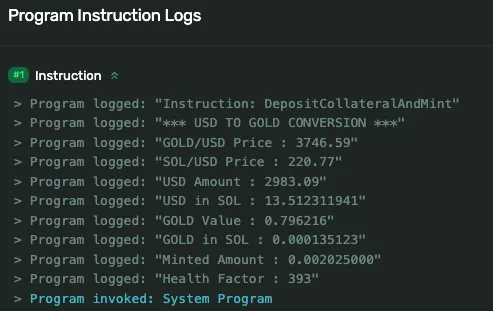 Program Instruction Logs
#1 Instruction
> Program logged: "Instruction: DepositCollateralAndMint"
> Program logged: "*** USD TO GOLD CONVERSION ***"
> Program logged: "GOLD/USD Price : 3746.59"
> Program logged: "SOL/USD Price : 220.77"
> Program logged: "USD Amount : 2983.09"
> Program logged: "USD in SOL : 13.512311941"
> Program logged: "GOLD Value : 0.796216"
> Program logged: "GOLD in SOL : 0.000135123"
> Program logged: "Minted Amount : 0.002025000"
> Program logged: "Health Factor : 393"
> Program invoked: System Program